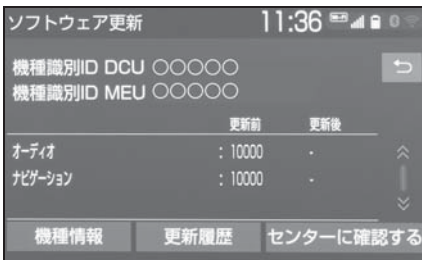 ソフトウェア更新 11:36
機種識別ID DCU ○○○○○
機種識別ID MEU ○○○○○
更新前 更新後
オーディオ : 10000 -
ナビゲーション : 10000 -
機種情報 更新履歴 センターに確認する